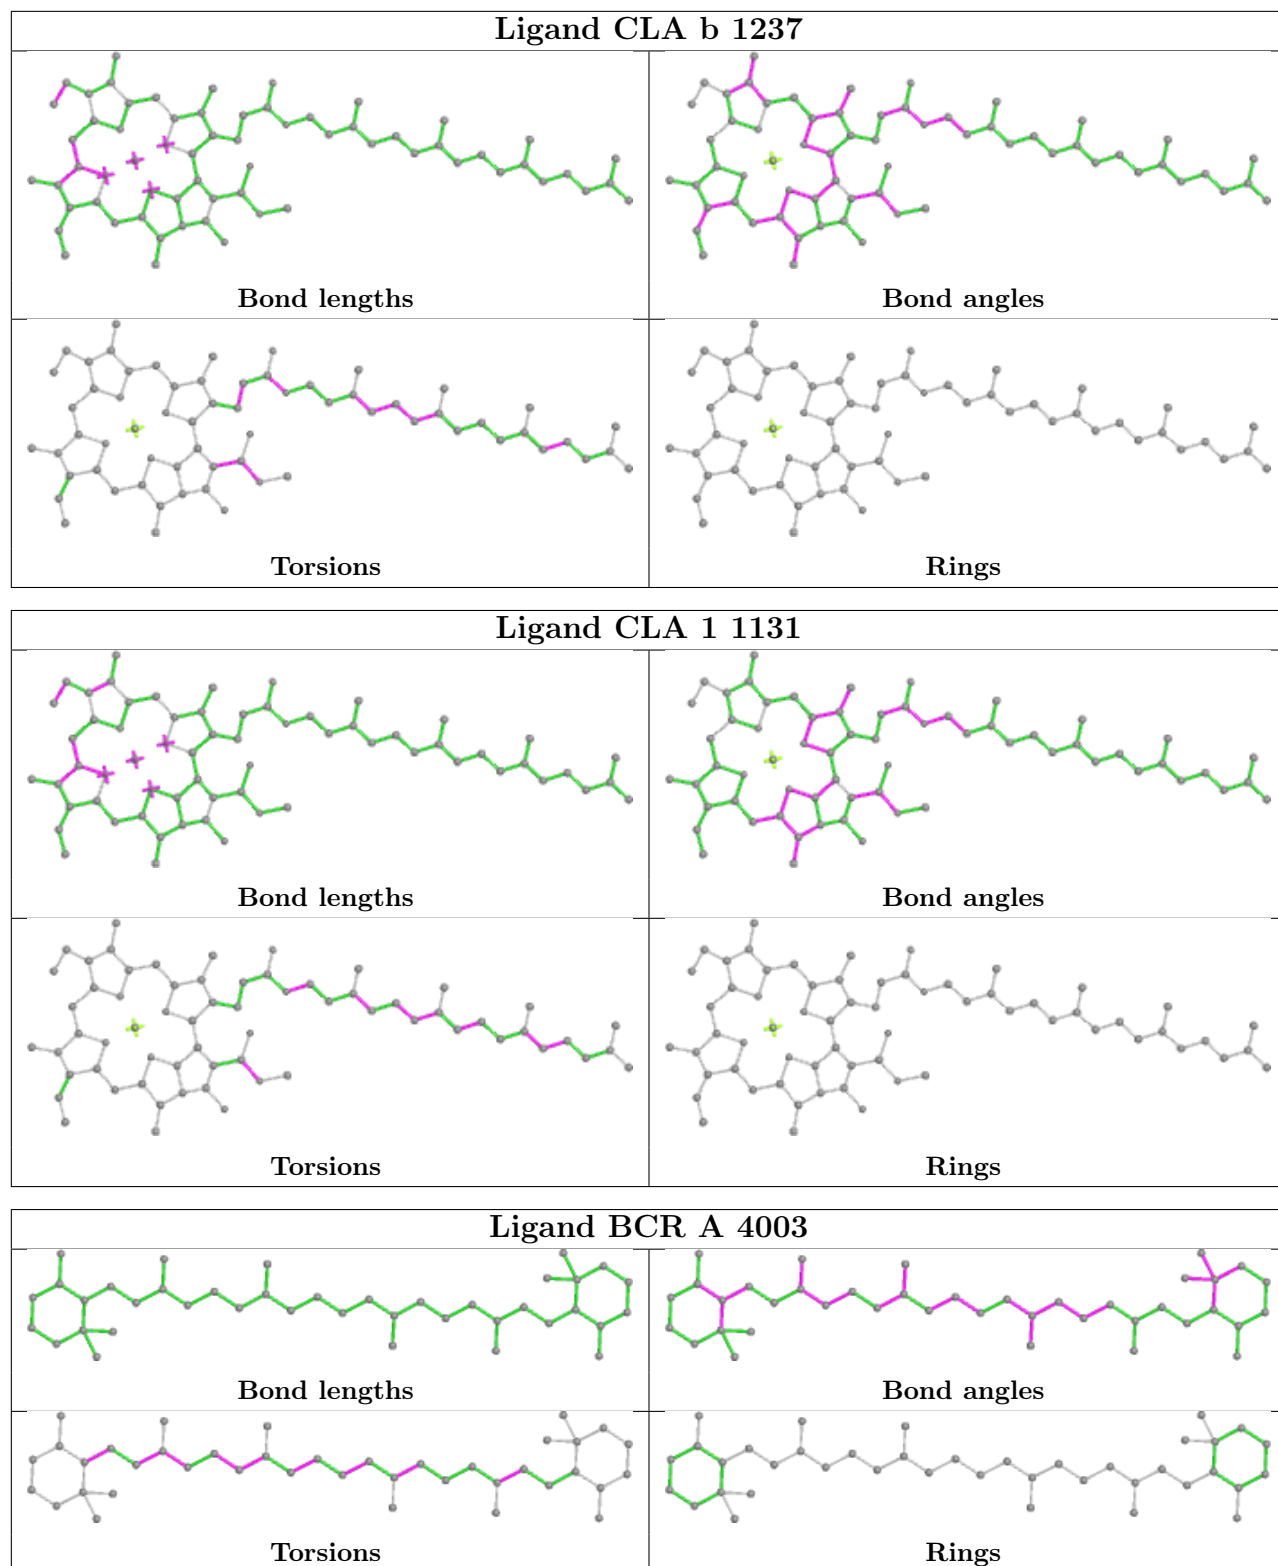 Ligand CLA b 1237
Bond lengths
Bond angles
Torsions
Rings
Ligand CLA 1 1131
Bond lengths
Bond angles
Torsions
Rings
Ligand BCR A 4003
Bond lengths
Bond angles
Torsions
Rings